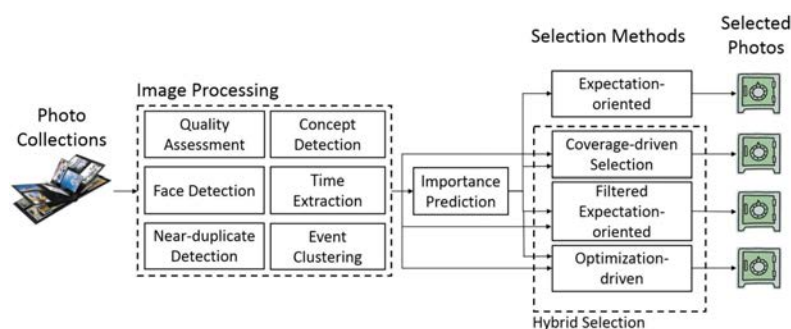 Selection Methods
Selected
Photos
Image Processing
Photo
Collections
Quality
Assessment
Concept
Detection
Face Detection
Time
Extraction
Near-duplicate
Detection
Event
Clustering
Importance
Prediction
Expectation-
oriented
Coverage-driven
Selection
Filtered
Expectation-
oriented
Optimization-
driven
Hybrid Selection